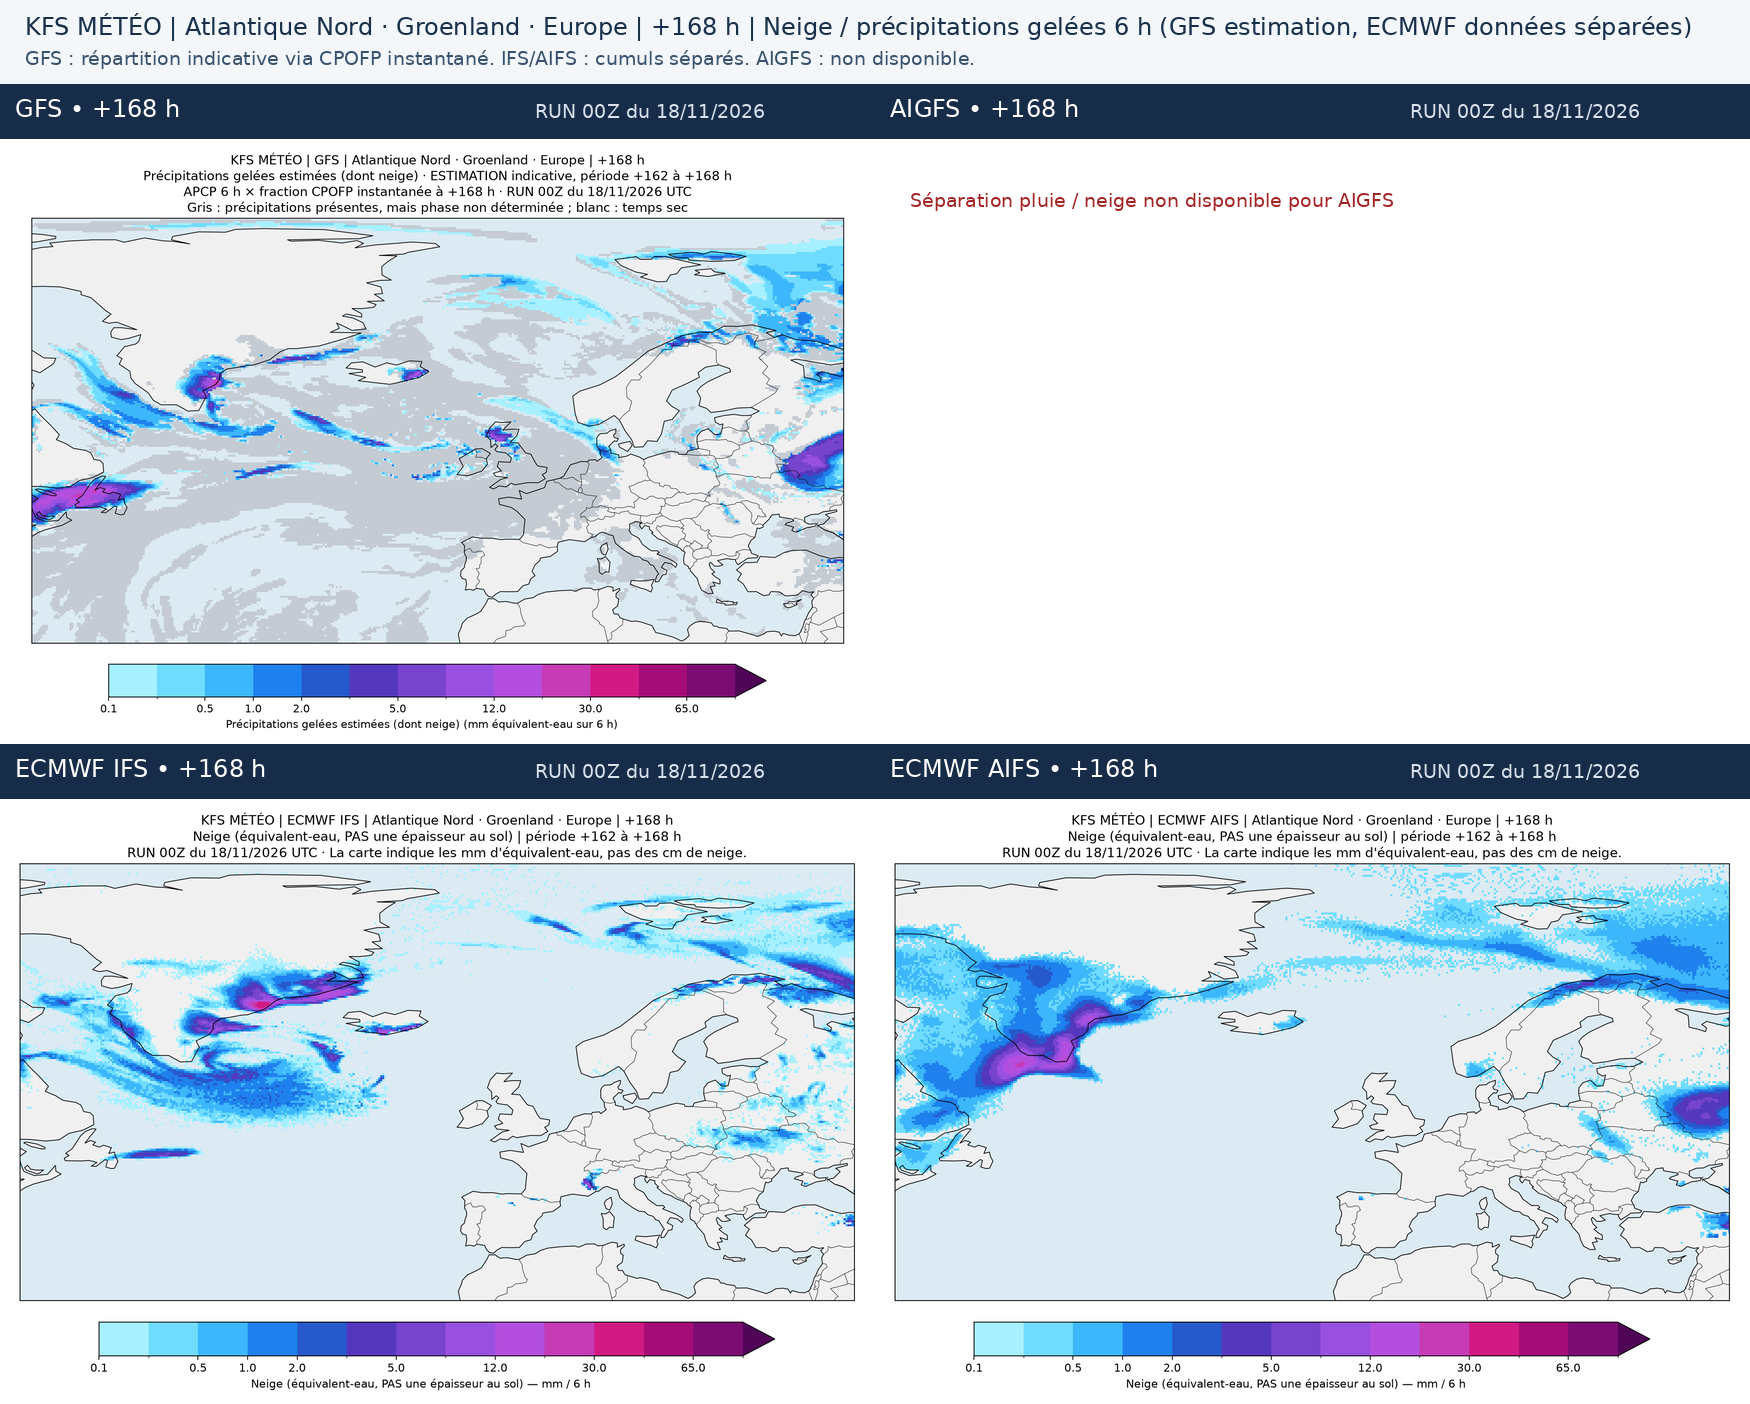 KFS MÉTÉO | Atlantique Nord · Groenland · Europe | +168 h | Neige / précipitations gelées 6 h (GFS estimation, ECMWF données séparées)
GFS : répartition indicative via CPOFP instantané. IFS/AIFS : cumuls séparés. AIGFS : non disponible.
GFS • +168 h RUN 00Z du 18/11/2026
KFS MÉTÉO | GFS | Atlantique Nord · Groenland · Europe | +168 h
Précipitations gelées estimées (dont neige) · ESTIMATION indicative, période +162 à +168 h
APCP 6 h × fraction CPOFP instantanée à +168 h · RUN 00Z du 18/11/2026 UTC
Gris : précipitations présentes, mais phase non déterminée ; blanc : temps sec
0.1 0.5 1.0 2.0 5.0 12.0 30.0 65.0
Précipitations gelées estimées (dont neige) (mm équivalent-eau sur 6 h)
AIGFS • +168 h RUN 00Z du 18/11/2026
Séparation pluie / neige non disponible pour AIGFS
ECMWF IFS • +168 h RUN 00Z du 18/11/2026
KFS MÉTÉO | ECMWF IFS | Atlantique Nord · Groenland · Europe | +168 h
Neige (équivalent-eau, PAS une épaisseur au sol) | période +162 à +168 h
RUN 00Z du 18/11/2026 UTC · La carte indique les mm d'équivalent-eau, pas des cm de neige.
0.1 0.5 1.0 2.0 5.0 12.0 30.0 65.0
Neige (équivalent-eau, PAS une épaisseur au sol) — mm / 6 h
ECMWF AIFS • +168 h RUN 00Z du 18/11/2026
KFS MÉTÉO | ECMWF AIFS | Atlantique Nord · Groenland · Europe | +168 h
Neige (équivalent-eau, PAS une épaisseur au sol) | période +162 à +168 h
RUN 00Z du 18/11/2026 UTC · La carte indique les mm d'équivalent-eau, pas des cm de neige.
0.1 0.5 1.0 2.0 5.0 12.0 30.0 65.0
Neige (équivalent-eau, PAS une épaisseur au sol) — mm / 6 h